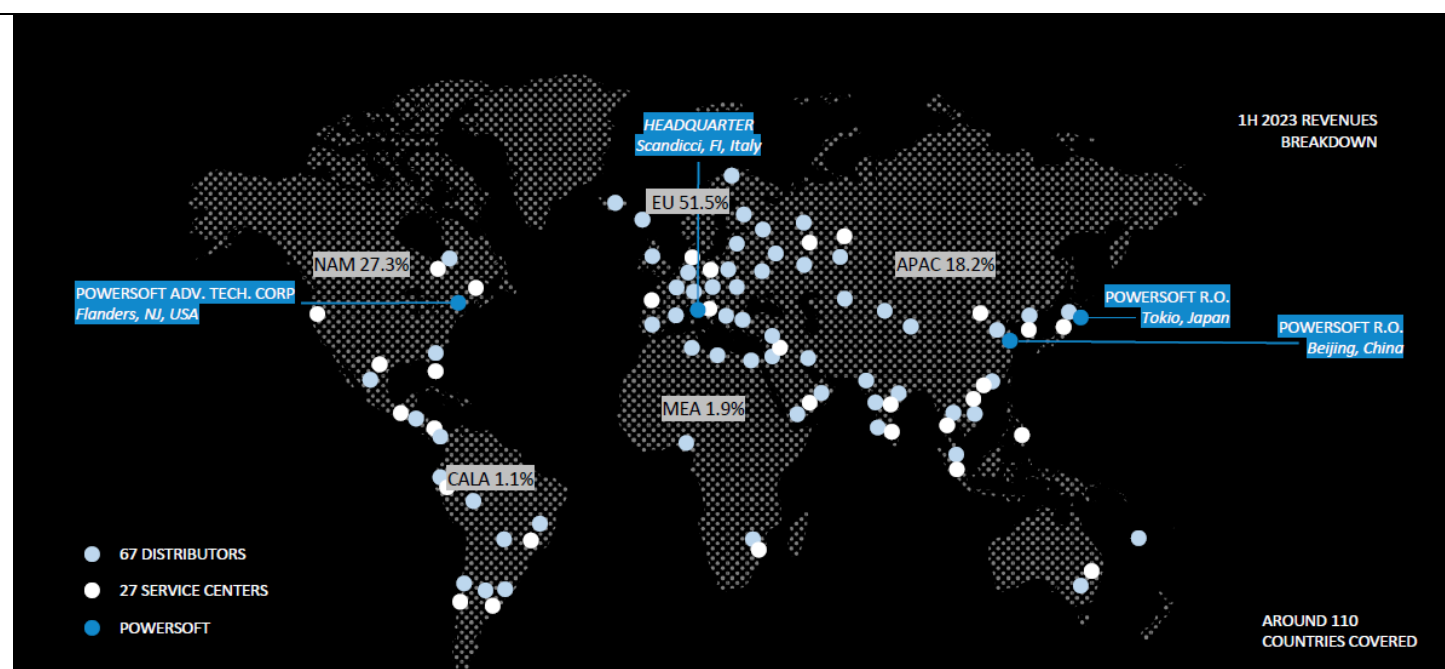 HEADQUARTER
Scandicci, FI, Italy
1H 2023 REVENUES
BREAKDOWN
EU 51.5%
NAM 27.3%
APAC 18.2%
POWERSOFT ADV. TECH. CORP
Flanders, NJ, USA
POWERSOFT R.O.
Tokio, Japan
POWERSOFT R.O.
Beijing, China
MEA 1.9%
CALA 1.1%
67 DISTRIBUTORS
27 SERVICE CENTERS
POWERSOFT
AROUND 110
COUNTRIES COVERED